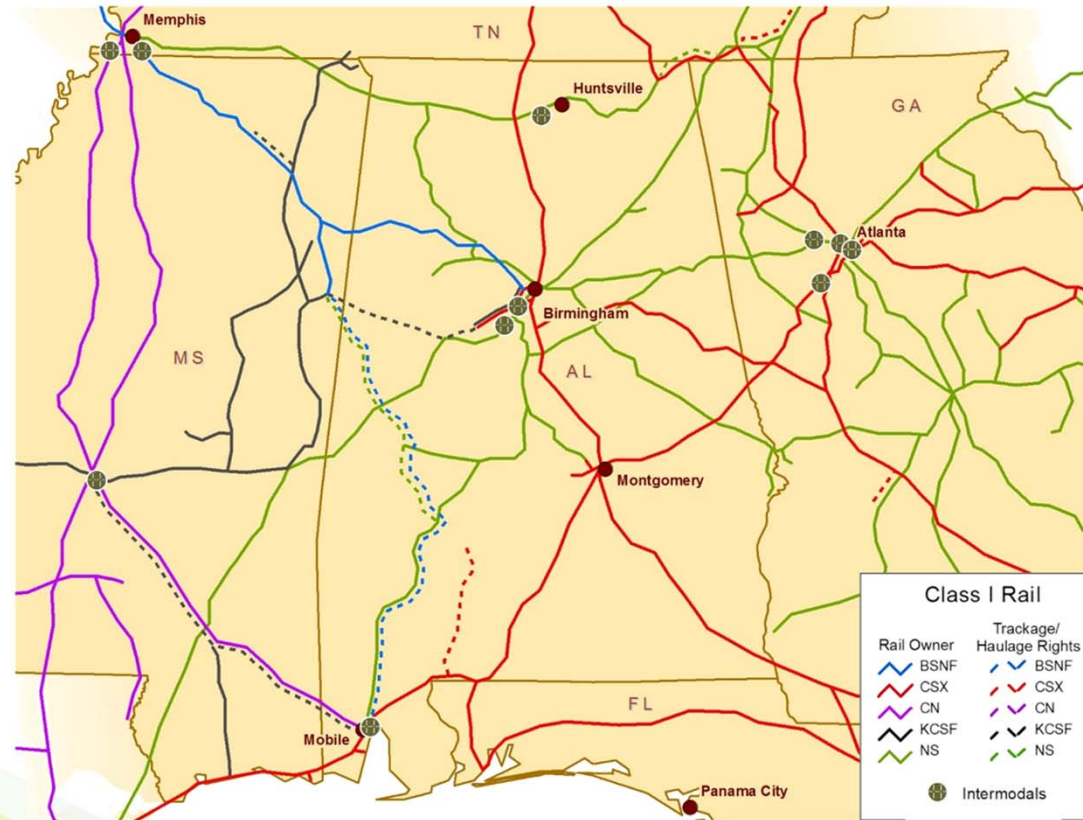 Memphis
TN
Huntsville
GA
Atlanta
Birmingham
MS
AL
Montgomery
Class I Rail
Rail Owner
Trackage/
Haulage Rights
BSNF
BSNF
CSX
CSX
CN
CN
KCSF
KCSF
NS
NS
Intermodals
FL
Mobile
Panama City